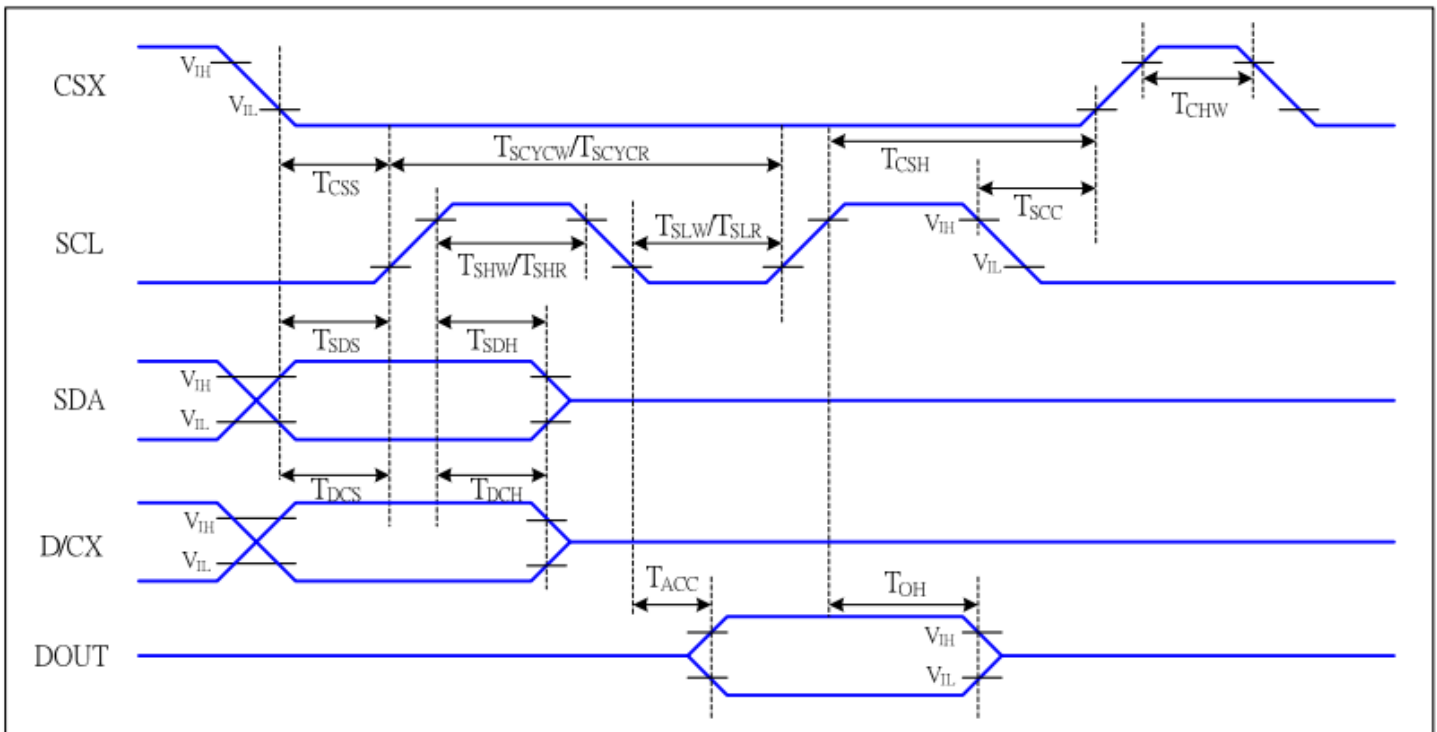 CSX
VIH
VIL
TCHW
TSCYCW/TSCYCR
TCSH
TCSS
TSCC
SCL
TSLW/TSLR
VIH
TSHW/TSHR
VIL
TSDS
TSDH
SDA
VIH
VIL
TDCS
TDCH
D/CX
VIH
VIL
TACC
TOH
DOUT
VIH
VIL